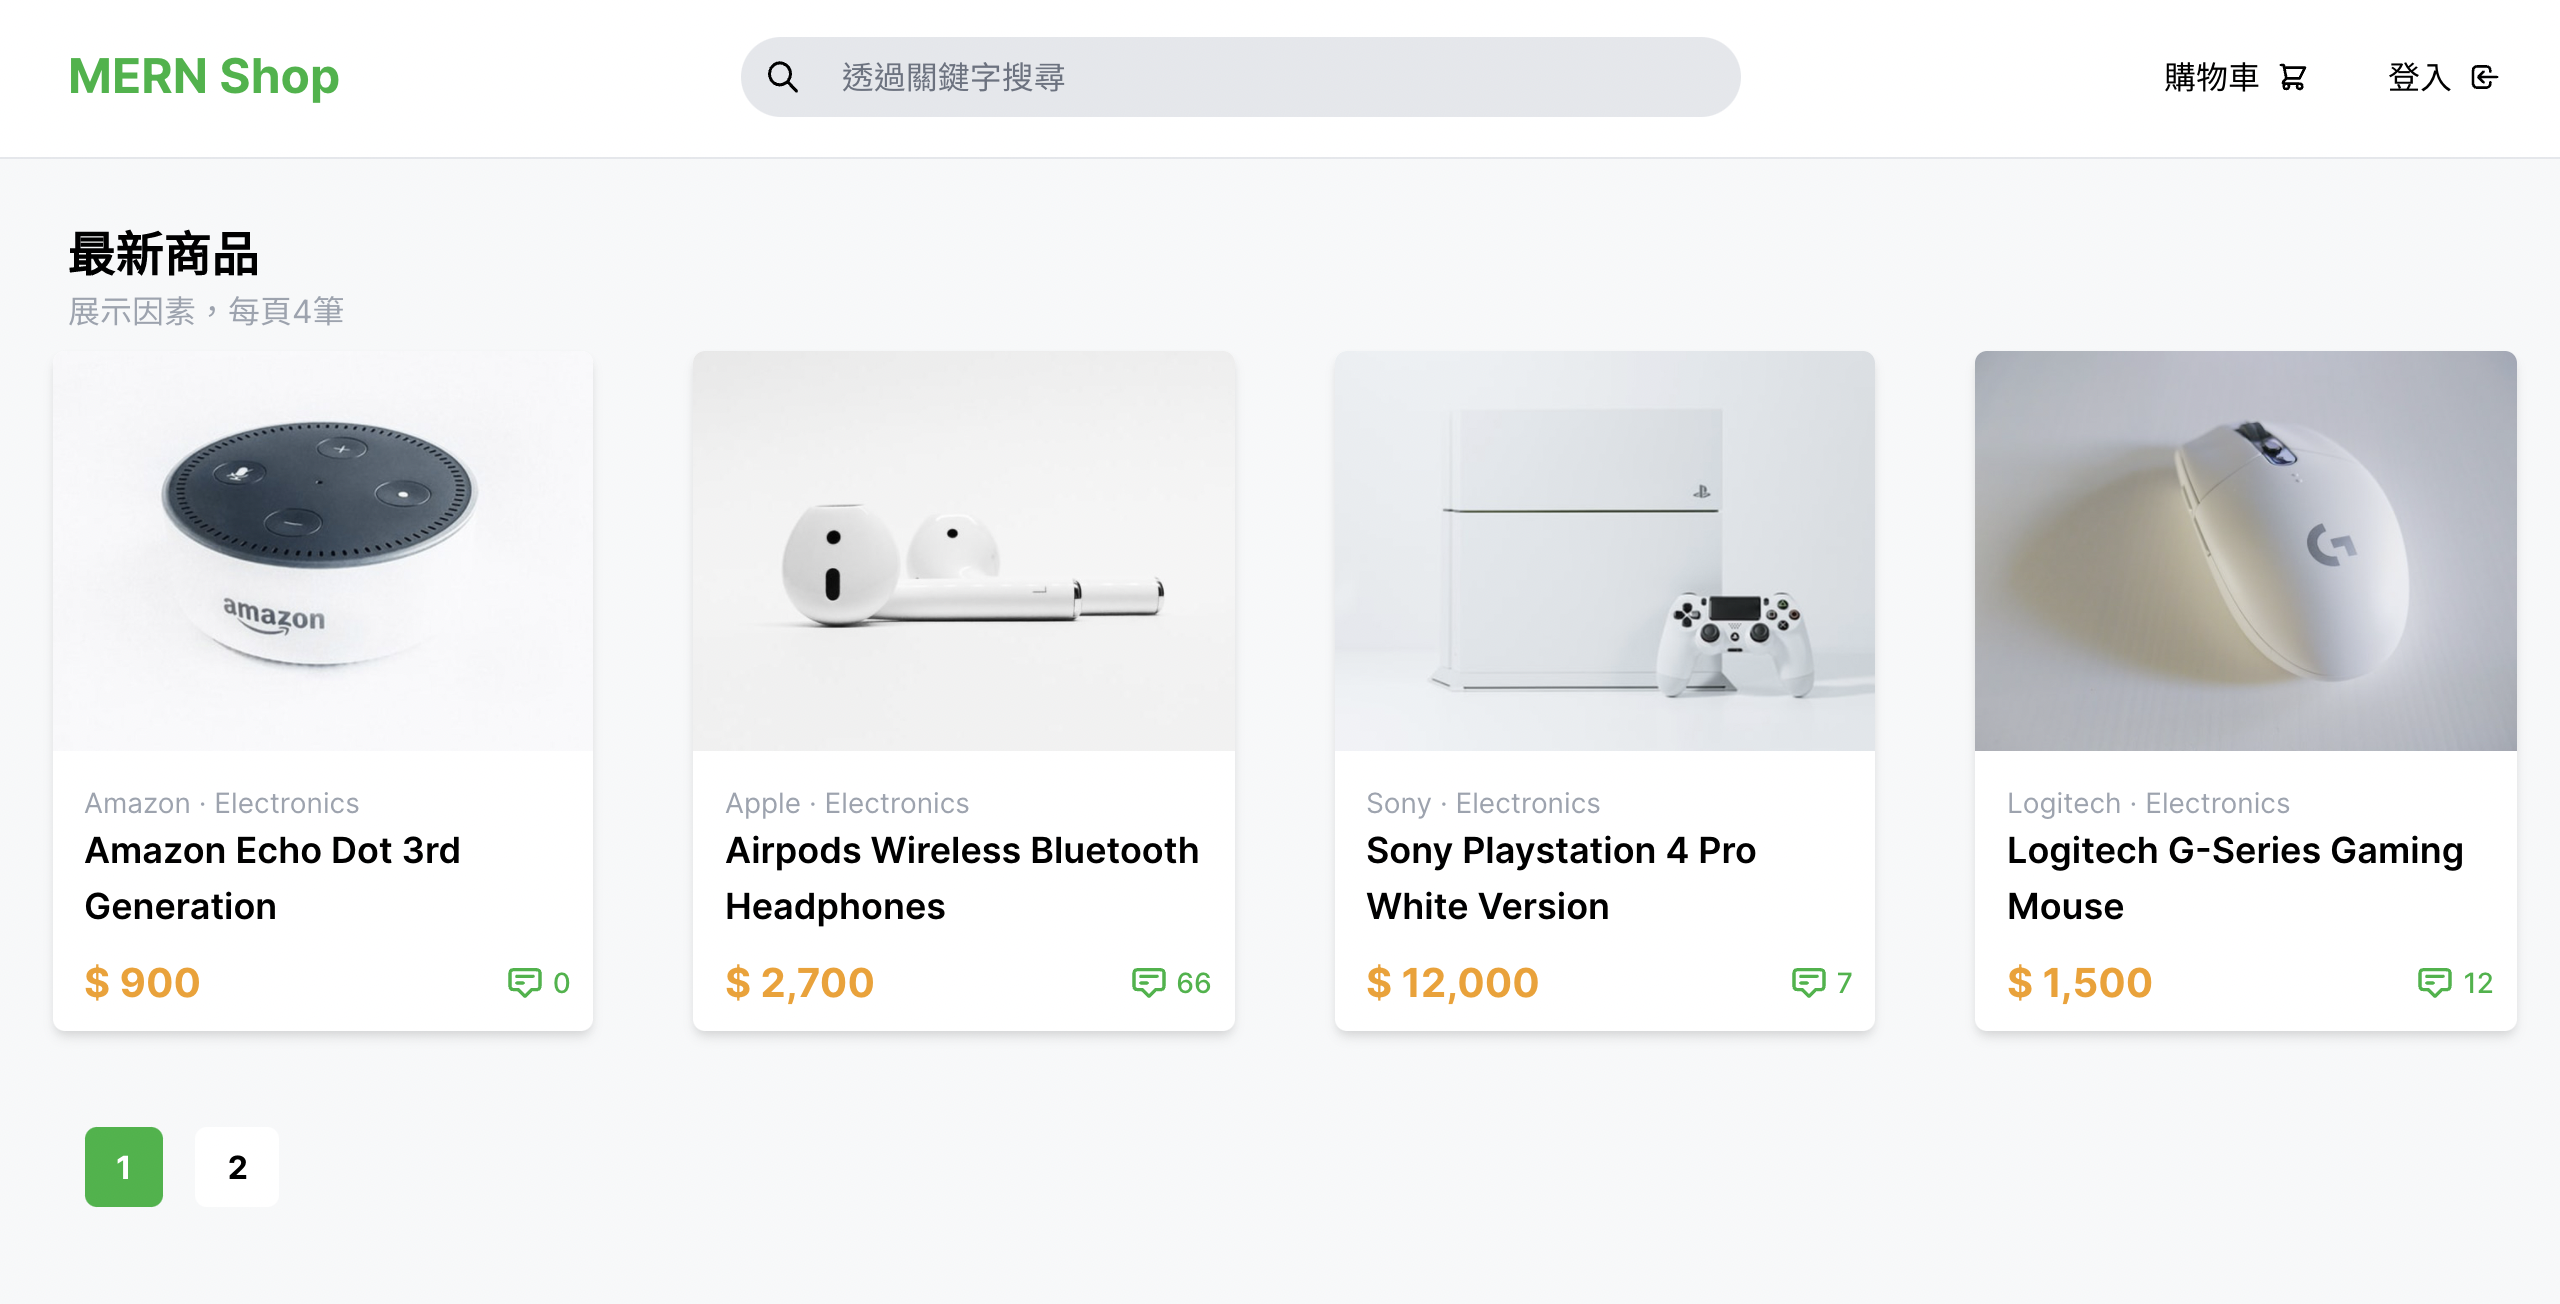 MERN Shop
透過關鍵字搜尋
購物車
登入
最新商品
展示因素，每頁4筆
amazon
Amazon · Electronics
Amazon Echo Dot 3rd
Generation
$ 900
0
L
Apple · Electronics
Airpods Wireless Bluetooth
Headphones
$ 2,700
66
Sony · Electronics
Sony Playstation 4 Pro
White Version
$ 12,000
7
G
Logitech · Electronics
Logitech G-Series Gaming
Mouse
$ 1,500
12
1
2